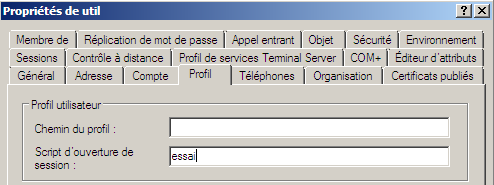 Propriétés de util
Membre de Réplication de mot de passe Appel entrant Objet Sécurité Environnement
Sessions Contrôle à distance Profil de services Terminal Server COM+ Éditeur d'attributs
Général Adresse Compte Profil Téléphones Organisation Certificats publiés
Profil utilisateur
Chemin du profil :
Script d'ouverture de
session :
essai